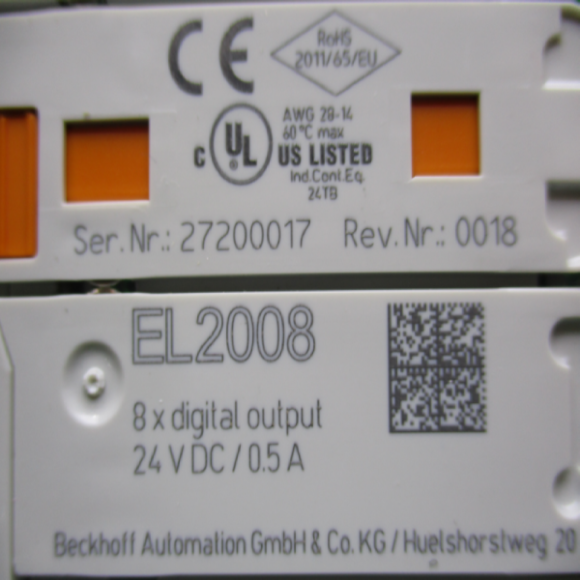 CE
RoHS
2011/65/EU
AWG 28-14
60°C max
C UL ® US LISTED
Ind.Cont.Eq.
24TB
Ser.Nr.: 27200017 Rev.Nr.: 0018
EL2008
8 x digital output
24 V DC / 0.5 A
Beckhoff Automation GmbH & Co. KG / Huelshorstweg 20